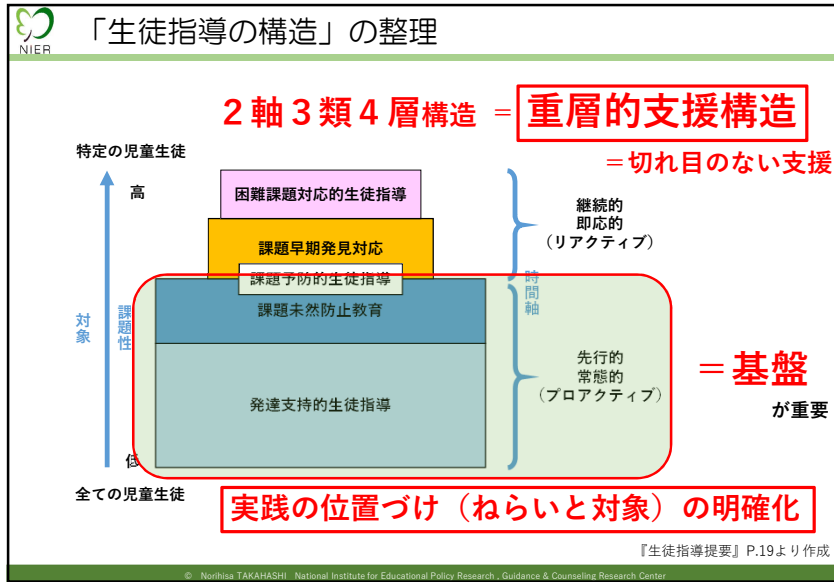 NIER
「生徒指導の構造」の整理
2軸3類4層構造 = 重層的支援構造
=切れ目のない支援
特定の児童生徒
高
対象
課題性
低
全ての児童生徒
困難課題対応的生徒指導
課題早期発見対応
課題予防的生徒指導
課題未然防止教育
発達支持的生徒指導
継続的
即応的
(リアクティブ)
時間軸
先行的
常態的
(プロアクティブ)
=基盤
が重要
実践の位置づけ(ねらいと対象)の明確化
『生徒指導提要』P.19より作成
© Norihisa TAKAHASHI National Institute for Educational Policy Research , Guidance & Counseling Research Center